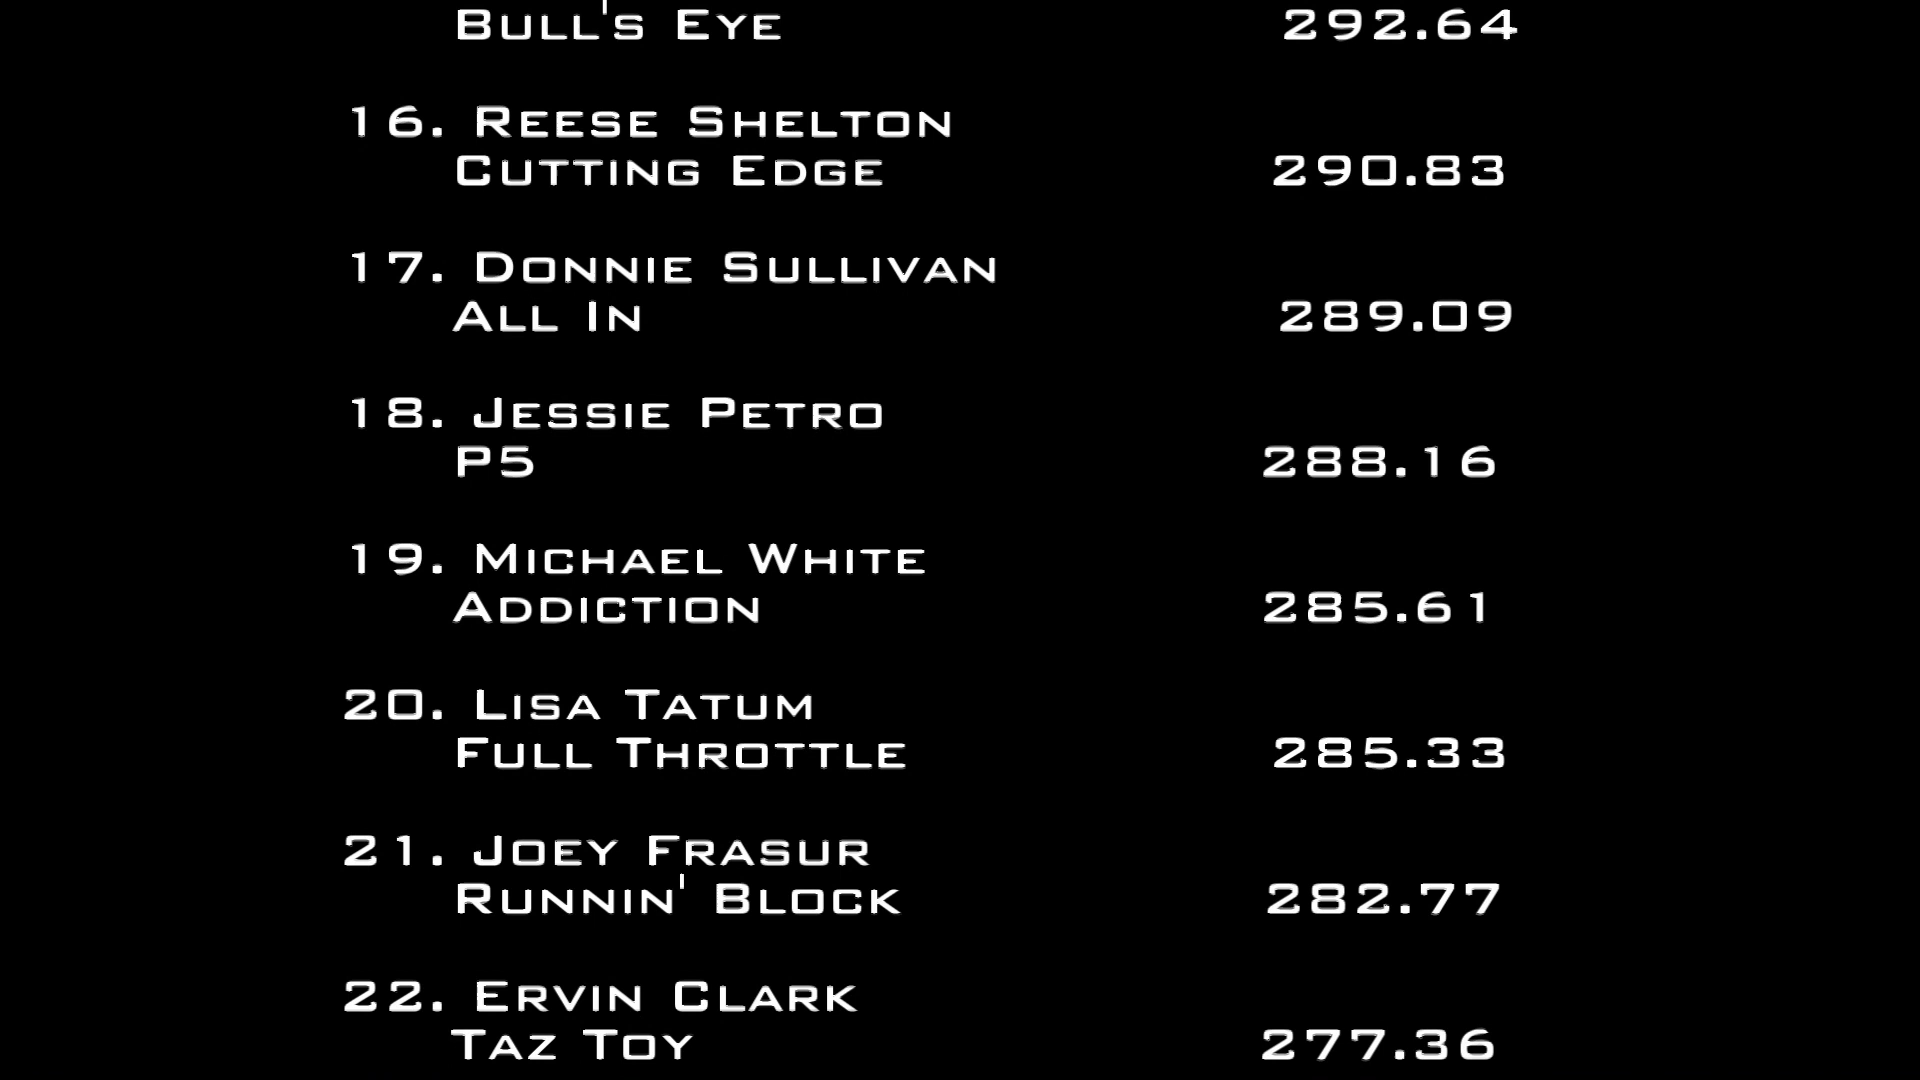 Bull's Eye 292.64
16. Reese Shelton
Cutting Edge 290.83
17. Donnie Sullivan
All In 289.09
18. Jessie Petro
P5 288.16
19. Michael White
Addiction 285.61
20. Lisa Tatum
Full Throttle 285.33
21. Joey Frasur
Runnin' Block 282.77
22. Ervin Clark
Taz Toy 277.36